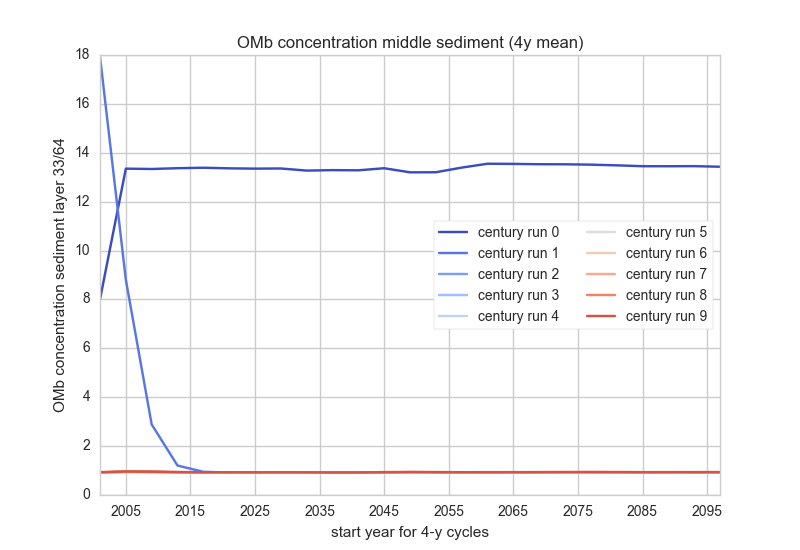 OMb concentration middle sediment (4y mean)
OMb concentration sediment layer 33/64
18
16
14
12
10
8
6
4
2
0
century run 0
century run 1
century run 2
century run 3
century run 4
century run 5
century run 6
century run 7
century run 8
century run 9
2005 2015 2025 2035 2045 2055 2065 2075 2085 2095
start year for 4-y cycles